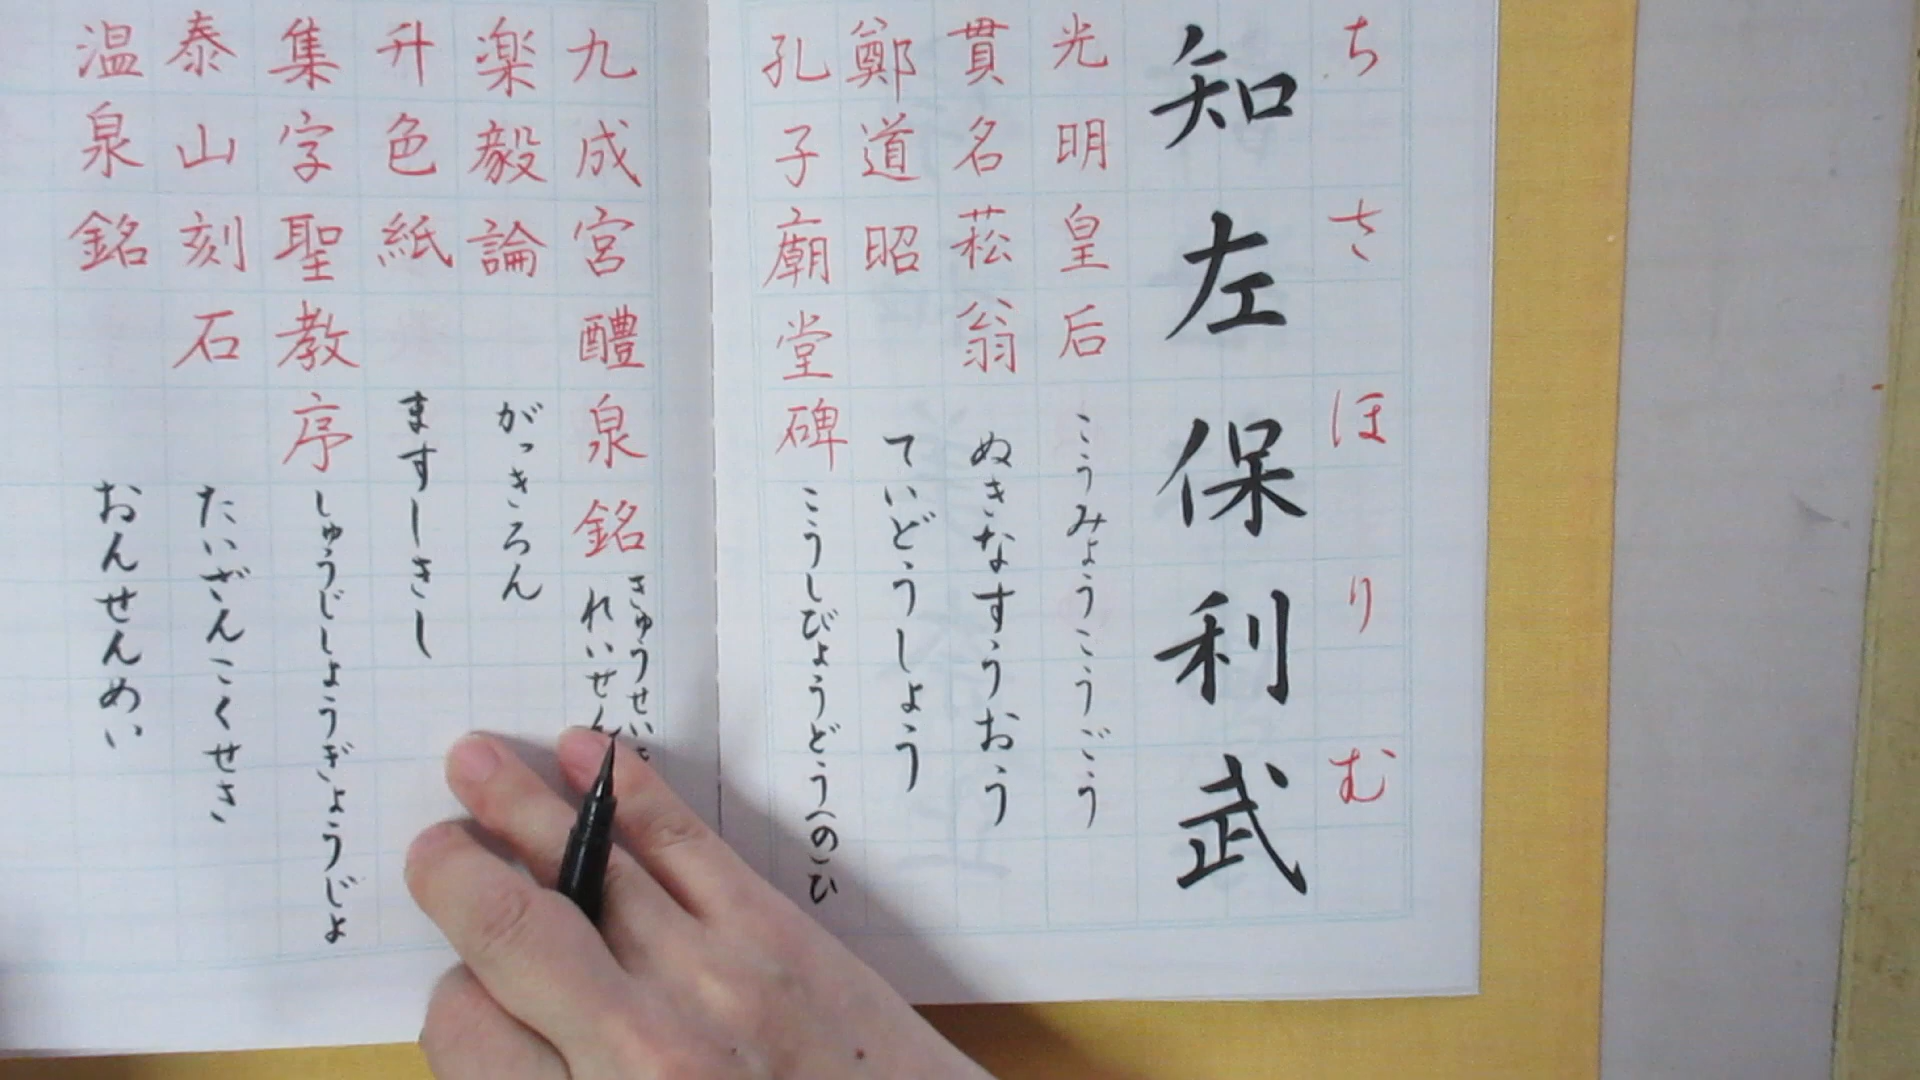 ちさほりむ
知左保利武
光明皇后
こうみょうこうごう
貫名菘翁
ぬきなすうおう
鄭道昭
ていどうしょう
孔子廟堂碑
こうしびょうどうへのひ
九成宮醴泉銘
きゅうせい
れいせん
楽毅論
がっきろん
升色紙
ますしきし
集字聖教序
しゅうじしょうぎょうじょ
泰山刻石
たいざんこくせき
温泉銘
おんせんめい